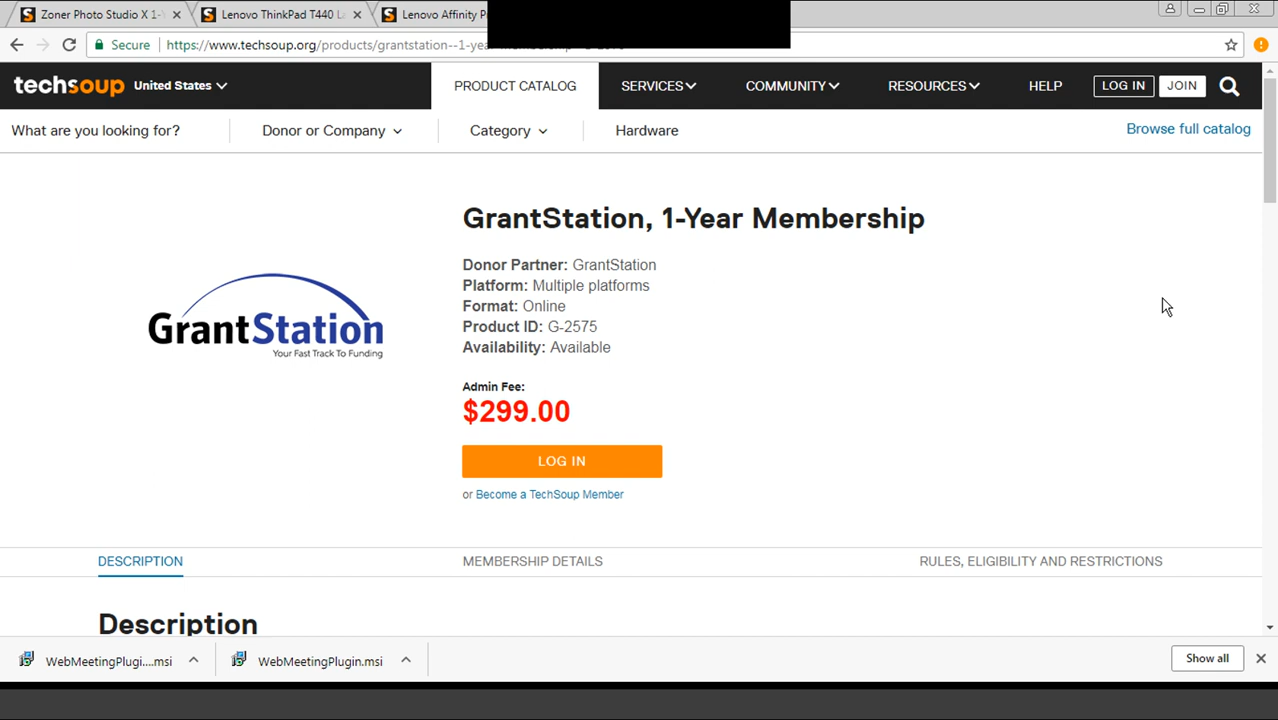 Zoner Photo Studio X 1-Y
Lenovo ThinkPad T440 La
Lenovo Affinity P
Secure https://www.techsoup.org/products/grantstation--1-yea
techsoup United States PRODUCT CATALOG SERVICES COMMUNITY RESOURCES HELP LOG IN JOIN
What are you looking for? Donor or Company Category Hardware Browse full catalog
GrantStation, 1-Year Membership
Donor Partner: GrantStation
Platform: Multiple platforms
Format: Online
Product ID: G-2575
Availability: Available
GrantStation
Your Fast Track To Funding
Admin Fee:
$299.00
LOG IN
or Become a TechSoup Member
DESCRIPTION MEMBERSHIP DETAILS RULES, ELIGIBILITY AND RESTRICTIONS
Description
WebMeetingPlugi....msi WebMeetingPlugin.msi Show all